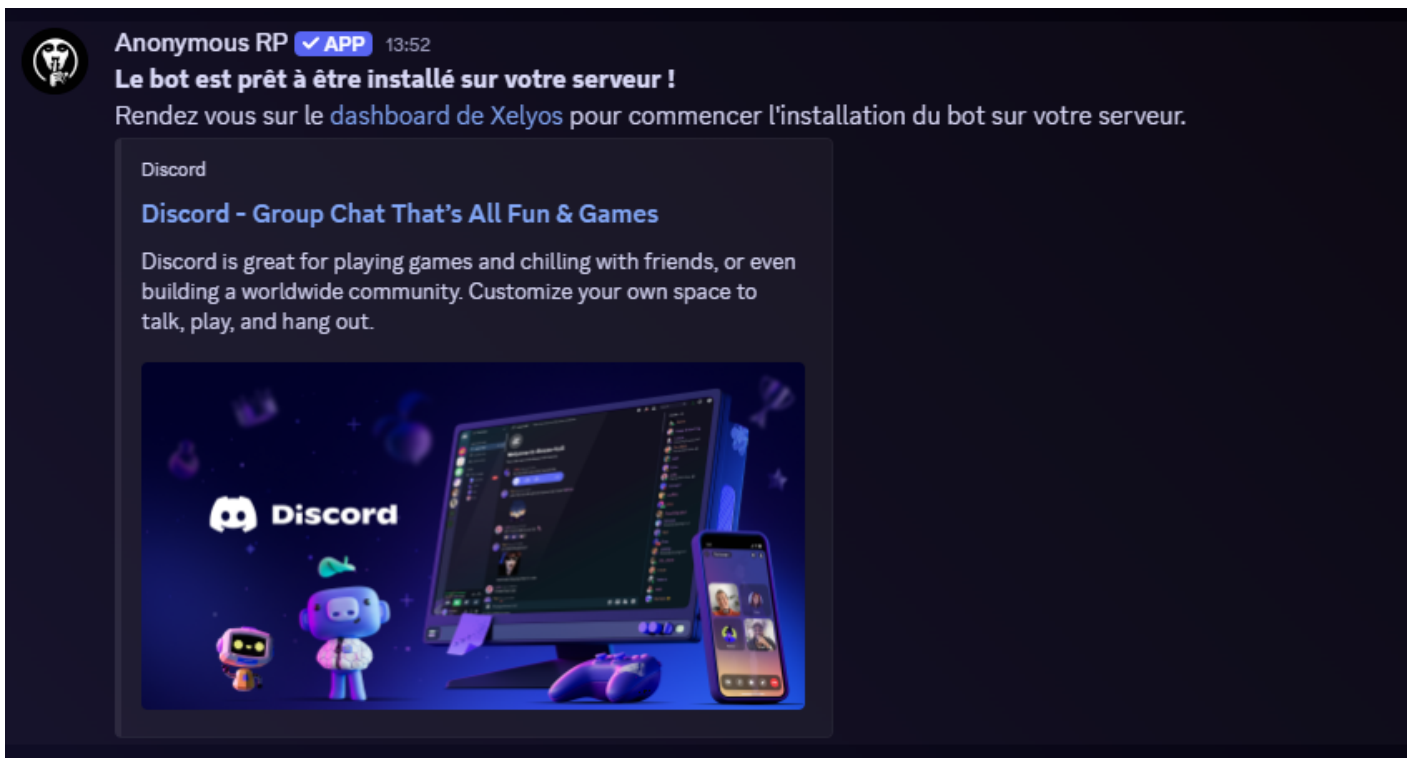 Anonymous RP ✓ APP 13:52
Le bot est prêt à être installé sur votre serveur !
Rendez vous sur le dashboard de Xelyos pour commencer l'installation du bot sur votre serveur.
Discord
Discord - Group Chat That’s All Fun & Games
Discord is great for playing games and chilling with friends, or even
building a worldwide community. Customize your own space to
talk, play, and hang out.
Discord